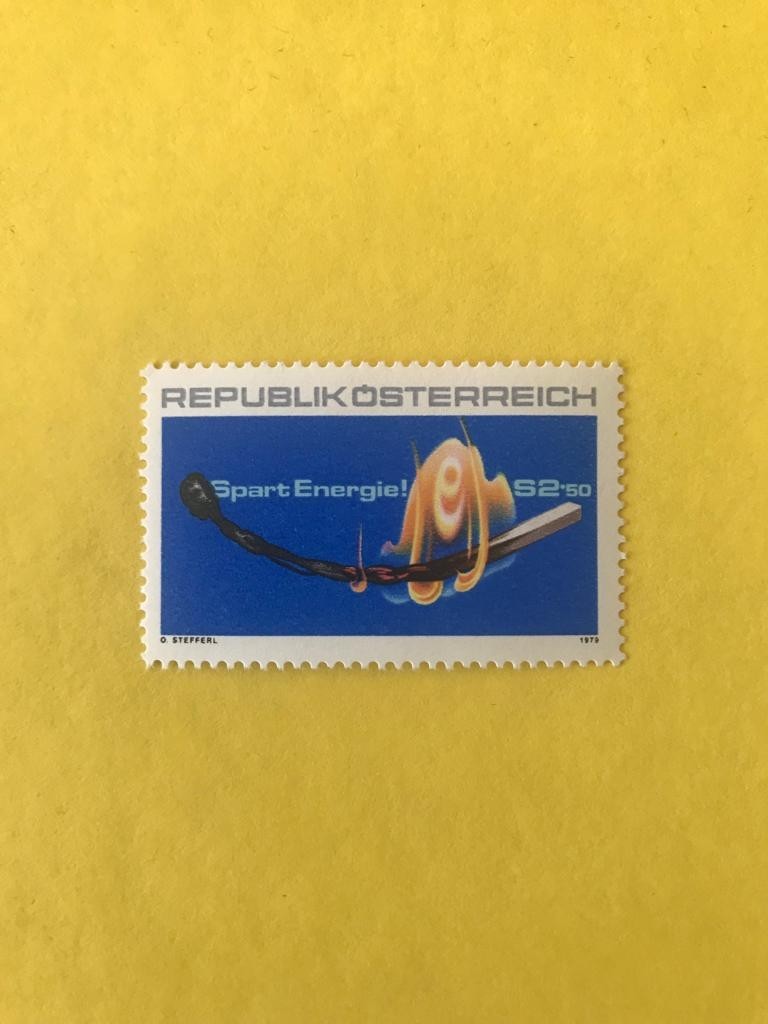 REPUBLIK ÖSTERREICH
Spart Energie! e S2·50
O. STEFFERL 1979